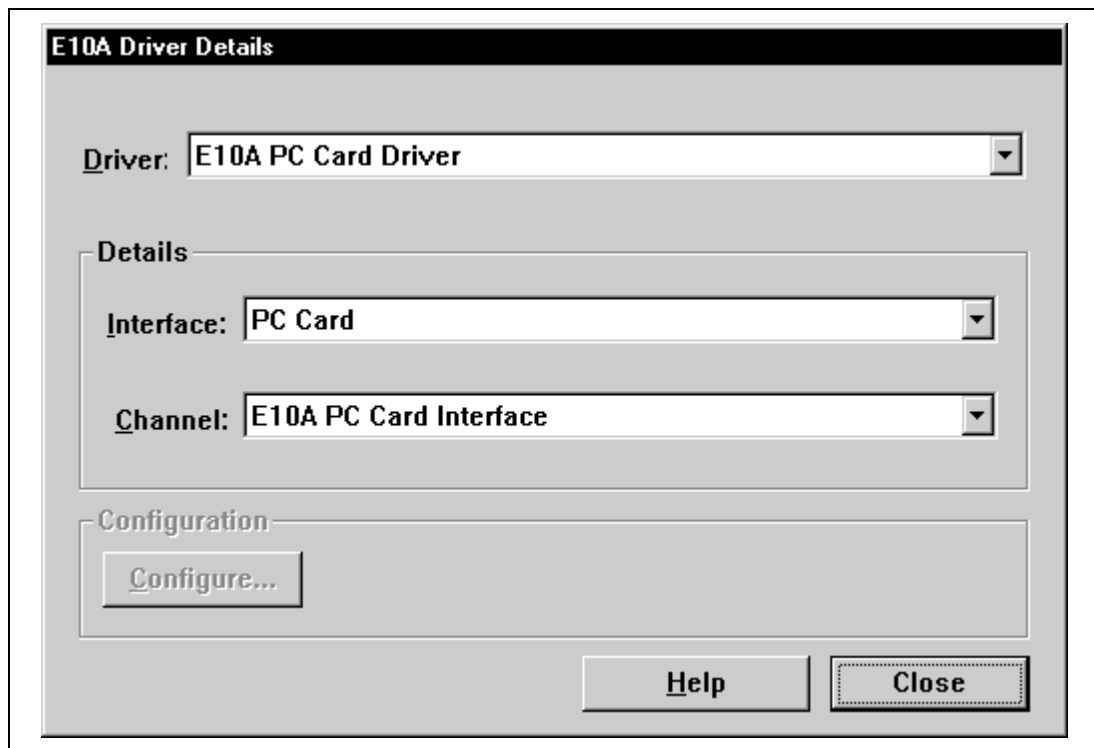 E10A Driver Details
Driver: E10A PC Card Driver
Details
Interface: PC Card
Channel: E10A PC Card Interface
Configuration
Configure...
Help Close